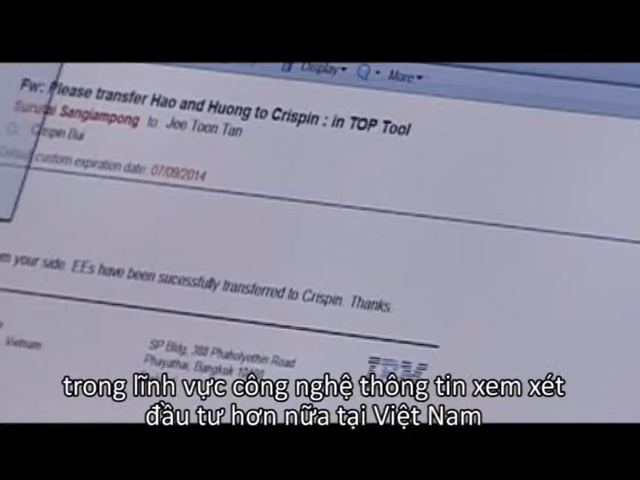 Display
More
Fw: Please transfer Hao and Huong to Crispin : in TOP Tool
Sangiampong to Jee Toon Tan
Crispin Bui
custom expiration date: 07/09/2014
your side. EEs have been sucessfully transferred to Crispin. Thanks.
Vietnam
SP Bldg, 388 Phaholyothin Road
Phayathai, Bangkok 10400
IBM
trong lĩnh vực công nghệ thông tin xem xét
đầu tư hơn nữa tại Việt Nam